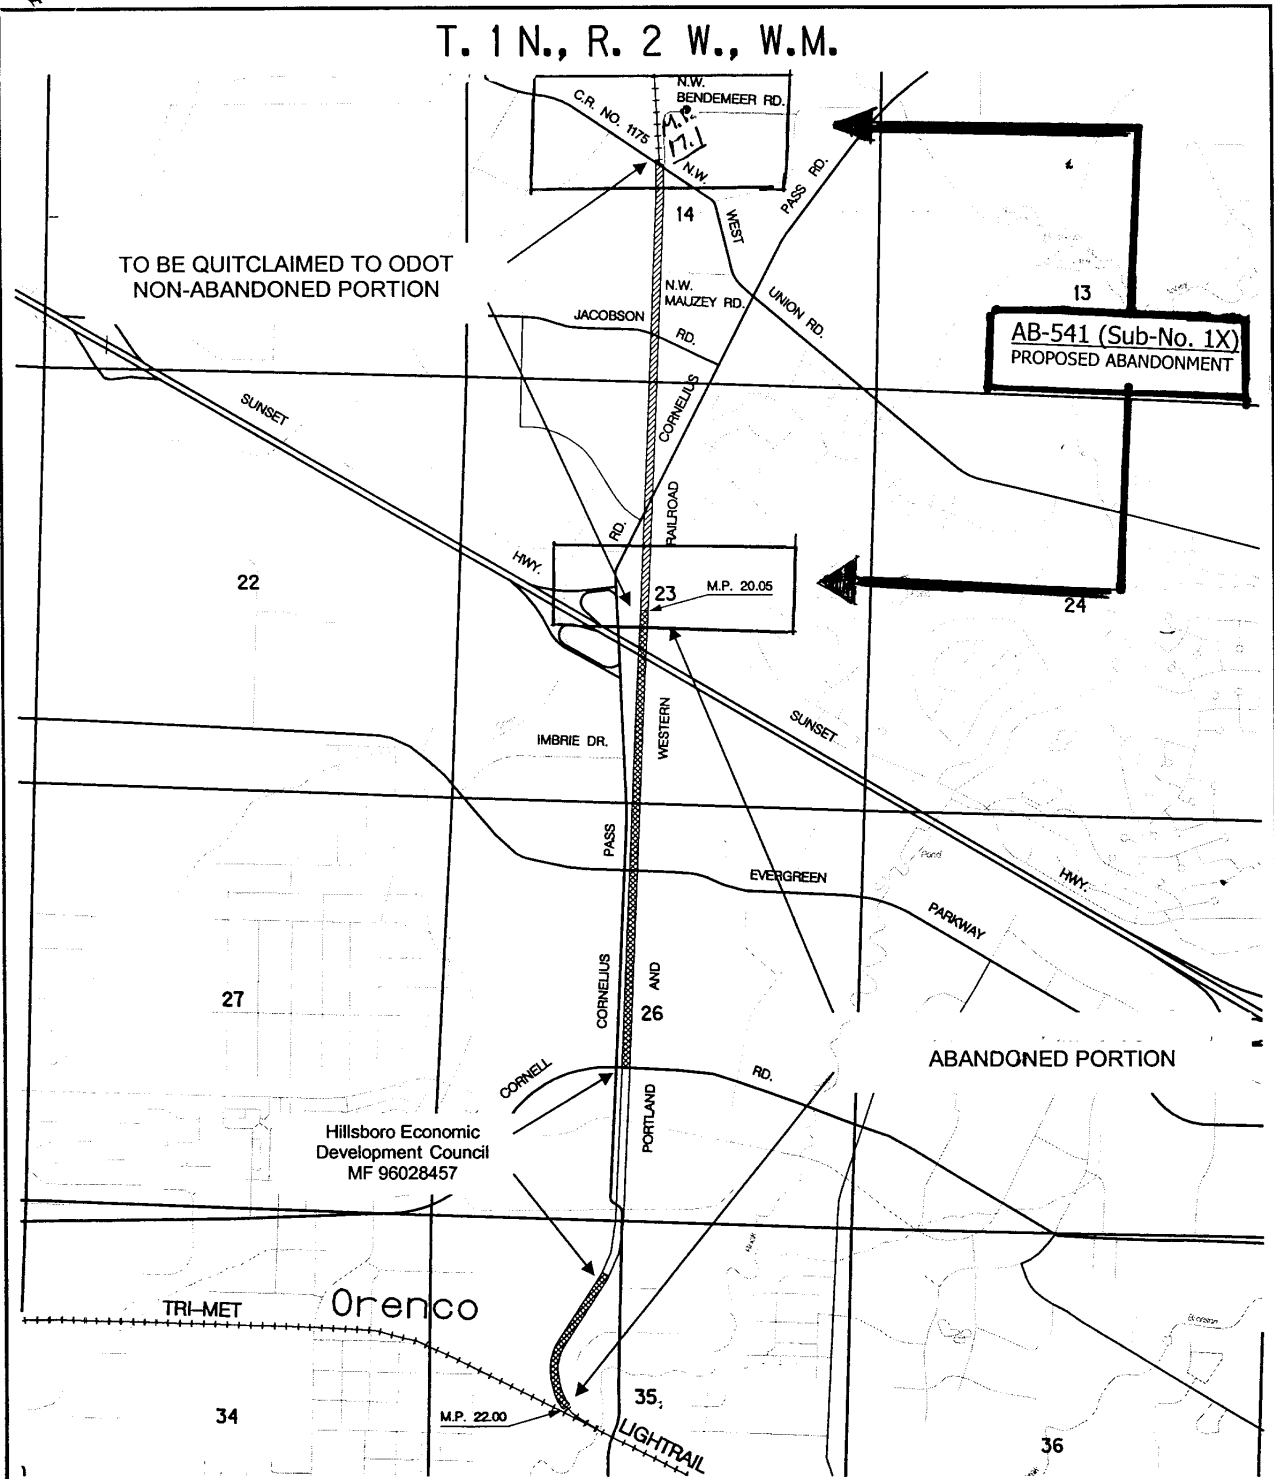 T. 1 N., R. 2 W., W.M.
N.W.
BENDEMEER RD.
C.R. NO. 1175
M.P.
17.1
N.W.
14
WEST
PASS RD.
TO BE QUITCLAIMED TO ODOT
NON-ABANDONED PORTION
N.W.
MAUZEY RD.
UNION RD.
13
JACOBSON
RD.
AB-541 (Sub-No. 1X)
PROPOSED ABANDONMENT
SUNSET
CORNELIUS
RAILROAD
RD.
HWY.
22
23
M.P. 20.05
24
IMBRIE DR.
WESTERN
SUNSET
PASS
Pond
EVERGREEN
HWY.
PARKWAY
27
CORNELIUS
AND
26
ABANDONED PORTION
CORNELL
RD.
Hillsboro Economic
Development Council
MF 96028457
PORTLAND
TRI-MET
Orenco
34
M.P. 22.00
35
LIGHTRAIL
36